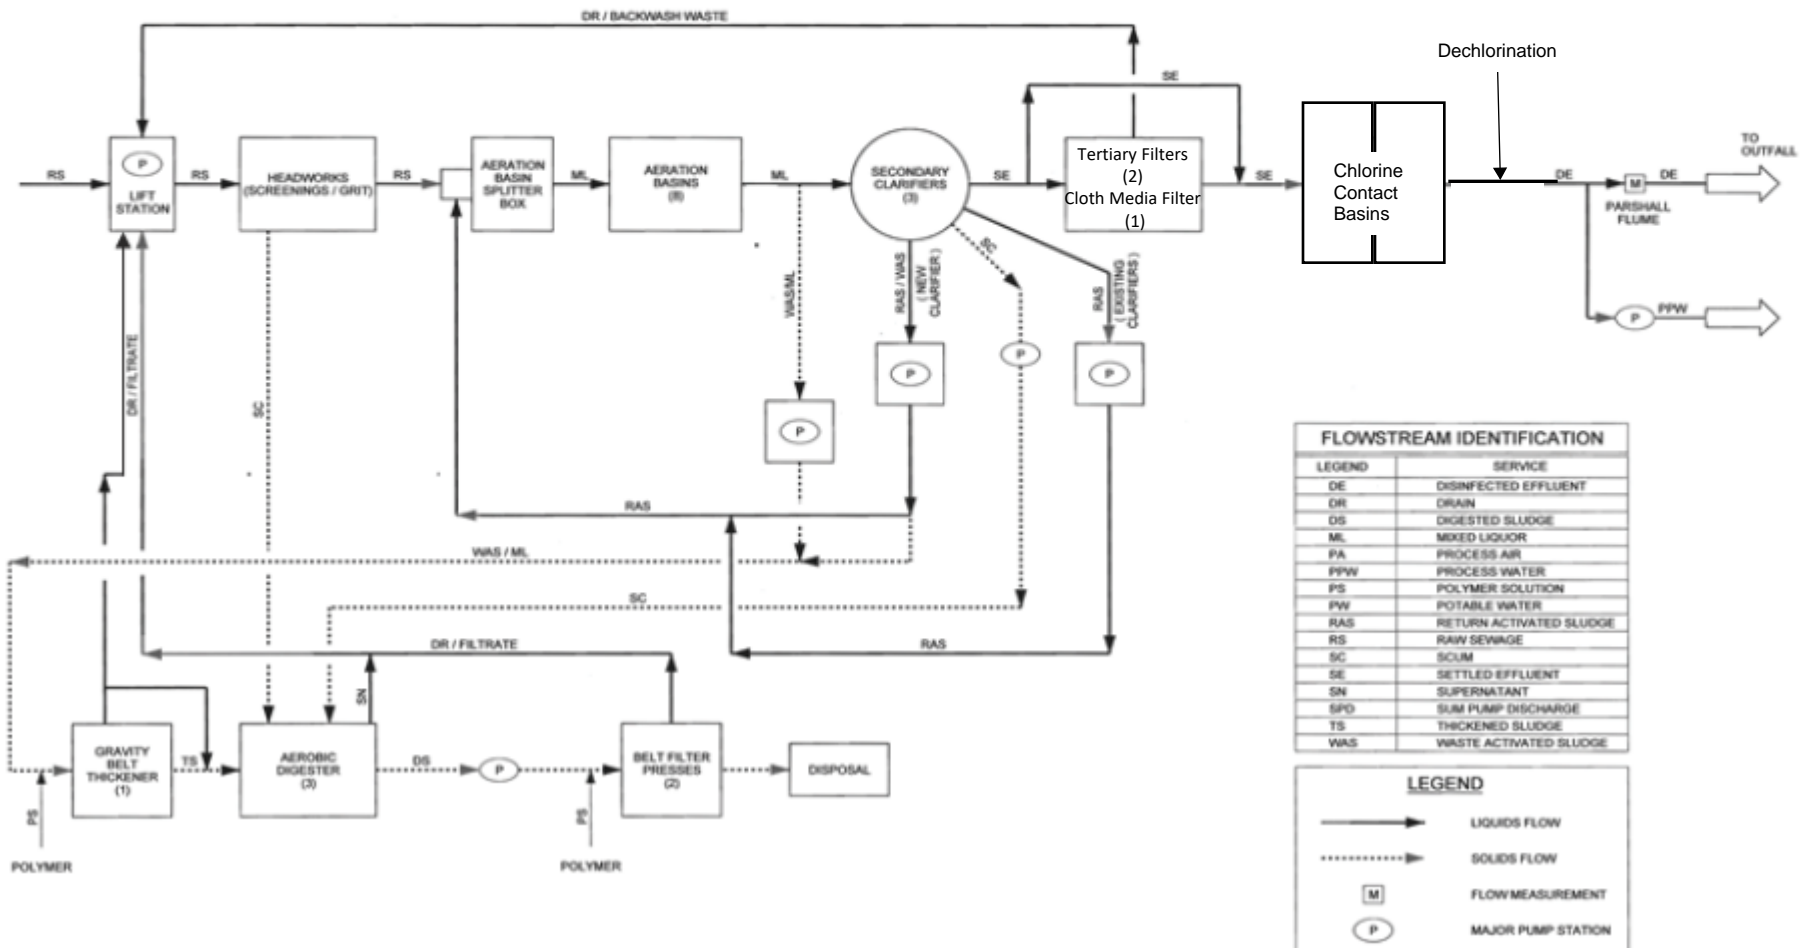 DR / BACKWASH WASTE
Dechlorination
SE
RS
P
LIFT
STATION
RS
HEADWORKS
(SCREENINGS / GRIT)
RS
AERATION
BASIN
SPLITTER
BOX
ML
AERATION
BASINS
(8)
ML
SECONDARY
CLARIFIERS
(3)
SE
Tertiary Filters
(2)
Cloth Media Filter
(1)
SE
Chlorine
Contact
Basins
DE
M
DE
PARSHALL
FLUME
TO
OUTFALL
P
PPW
DR / FILTRATE
SC
WAS/ML
RAS / WAS
( NEW
CLARIFIER )
SC
RAS
( EXISTING
CLARIFIERS )
P
P
P
P
RAS
WAS / ML
SC
DR / FILTRATE
RAS
SN
GRAVITY
BELT
THICKENER
(1)
TS
AEROBIC
DIGESTER
(3)
DS
P
BELT FILTER
PRESSES
(2)
DISPOSAL
PS
POLYMER
PS
POLYMER
FLOWSTREAM IDENTIFICATION
LEGEND SERVICE
DE DISINFECTED EFFLUENT
DR DRAIN
DS DIGESTED SLUDGE
ML MIXED LIQUOR
PA PROCESS AIR
PPW PROCESS WATER
PS POLYMER SOLUTION
PW POTABLE WATER
RAS RETURN ACTIVATED SLUDGE
RS RAW SEWAGE
SC SCUM
SE SETTLED EFFLUENT
SN SUPERNATANT
SPD SUM PUMP DISCHARGE
TS THICKENED SLUDGE
WAS WASTE ACTIVATED SLUDGE
LEGEND
LIQUIDS FLOW
SOLIDS FLOW
M FLOW MEASUREMENT
P MAJOR PUMP STATION